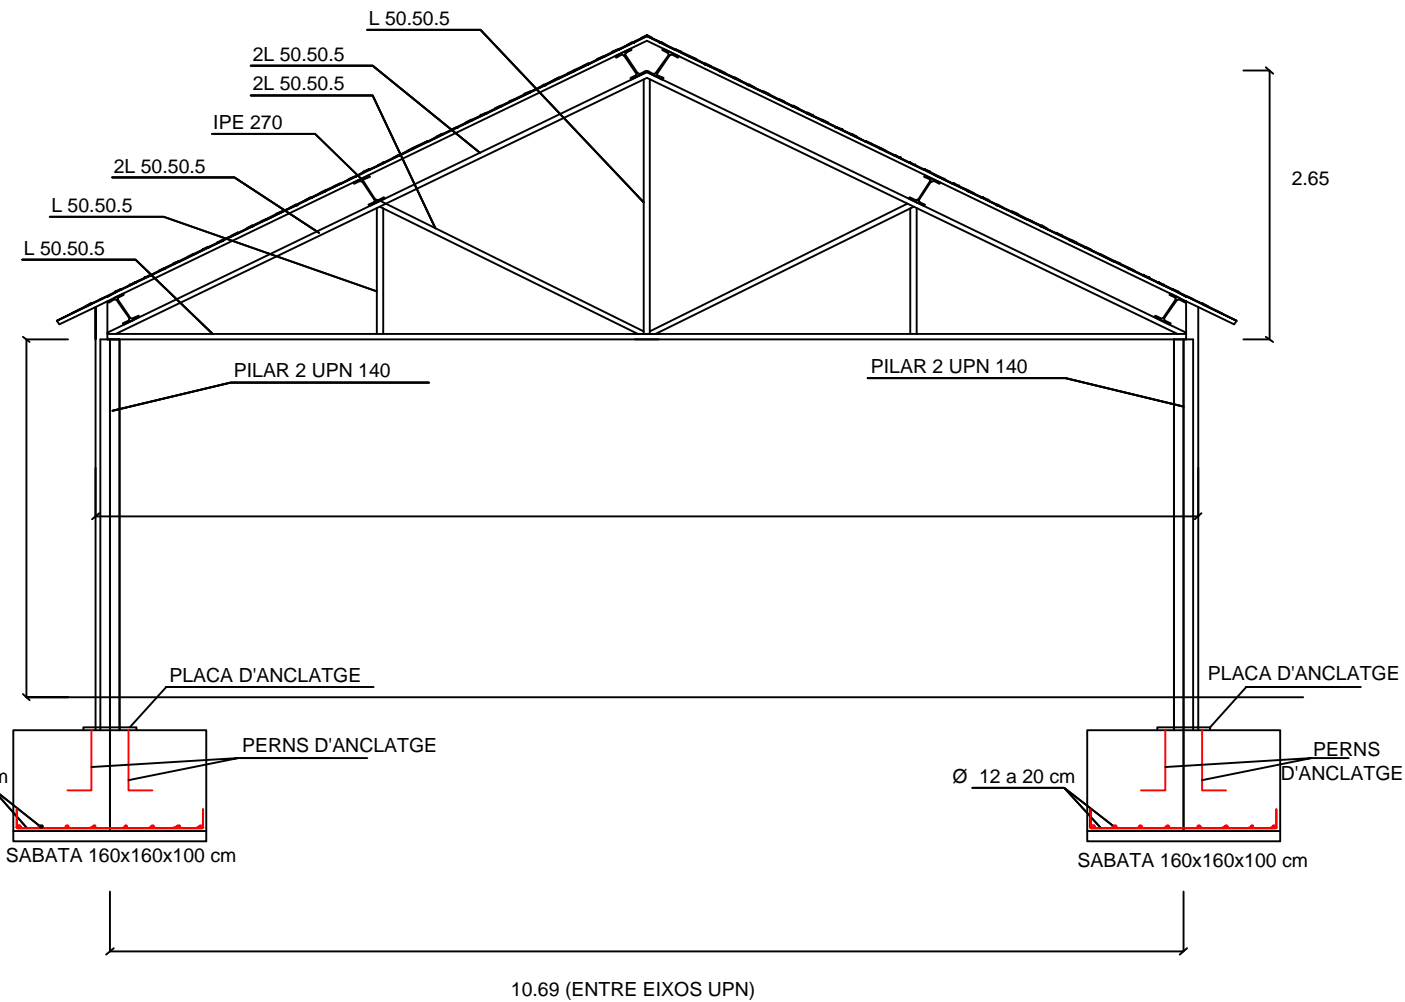 L 50.50.5
2L 50.50.5
2L 50.50.5
IPE 270
2L 50.50.5
L 50.50.5
L 50.50.5
2.65
PILAR 2 UPN 140
PILAR 2 UPN 140
PLACA D'ANCLATGE
PLACA D'ANCLATGE
PERNS D'ANCLATGE
PERNS
D'ANCLATGE
Ø 12 a 20 cm
SABATA 160x160x100 cm
SABATA 160x160x100 cm
10.69 (ENTRE EIXOS UPN)